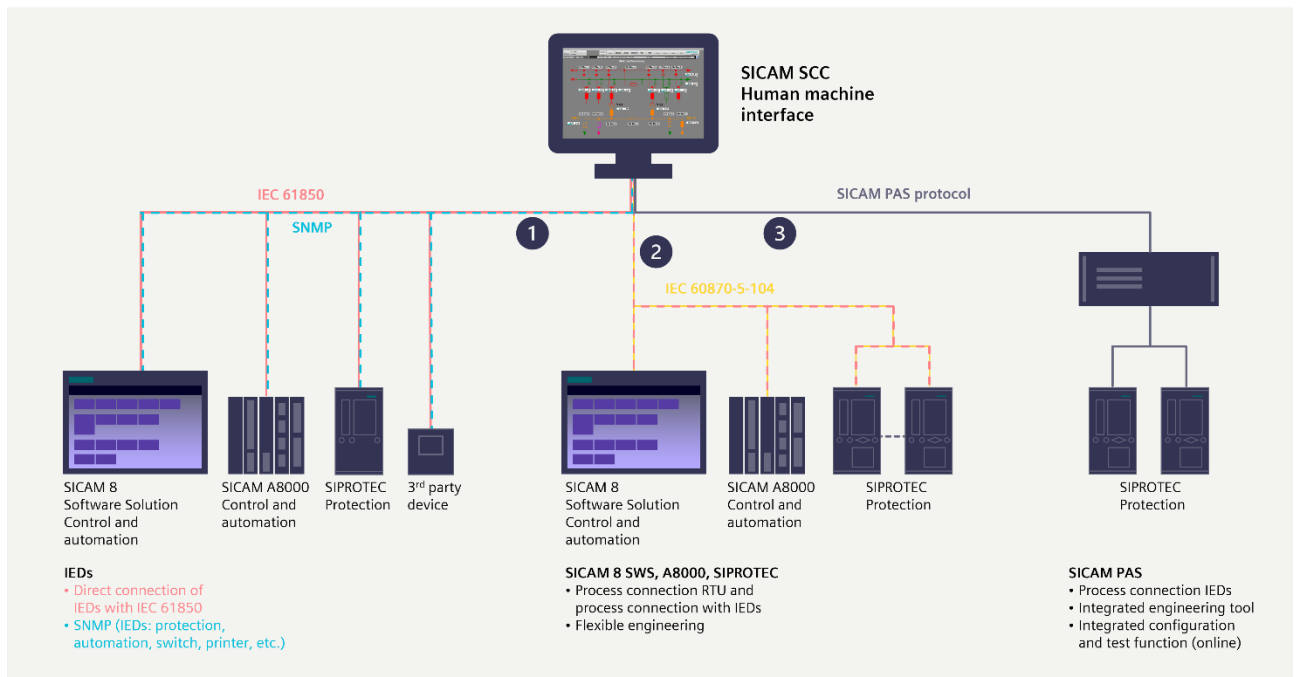 SICAM SCC
Human machine
interface
IEC 61850
SICAM PAS protocol
SNMP
1
2
3
IEC 60870-5-104
SICAM 8
Software Solution
Control and
automation
SICAM A8000
Control and
automation
SIPROTEC
Protection
3rd party
device
SICAM 8
Software Solution
Control and
automation
SICAM A8000
Control and
automation
SIPROTEC
Protection
SIPROTEC
Protection
IEDs
• Direct connection of
IEDs with IEC 61850
• SNMP (IEDs: protection,
automation, switch, printer, etc.)
SICAM 8 SWS, A8000, SIPROTEC
• Process connection RTU and
process connection with IEDs
• Flexible engineering
SICAM PAS
• Process connection IEDs
• Integrated engineering tool
• Integrated configuration
and test function (online)